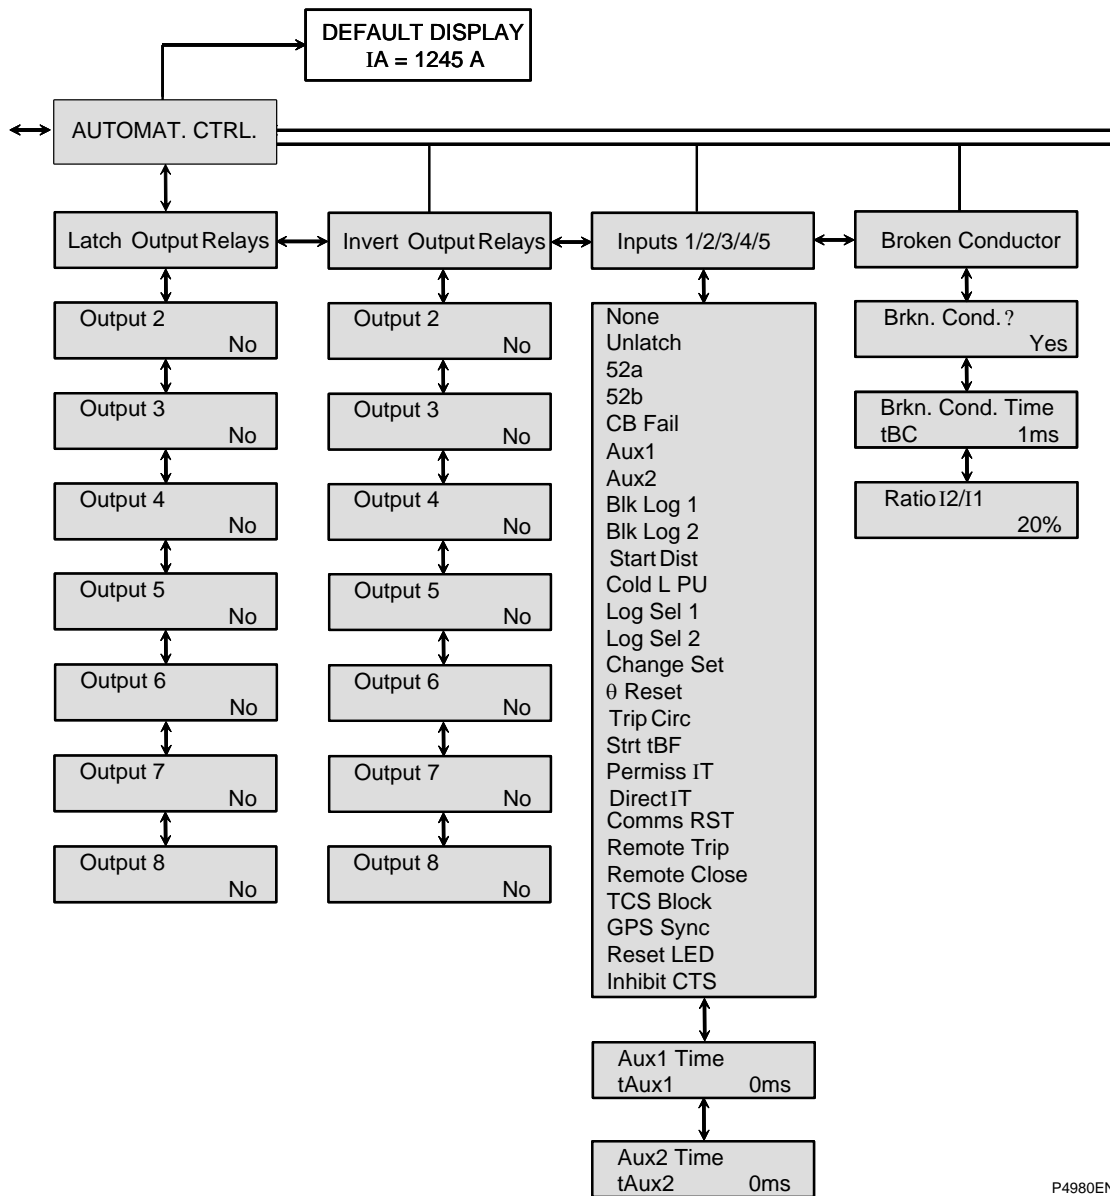 DEFAULT DISPLAY
IA = 1245 A
AUTOMAT. CTRL.
Latch Output Relays
Output 2
No
Output 3
No
Output 4
No
Output 5
No
Output 6
No
Output 7
No
Output 8
No
Invert Output Relays
Output 2
No
Output 3
No
Output 4
No
Output 5
No
Output 6
No
Output 7
No
Output 8
No
Inputs 1/2/3/4/5
None
Unlatch
52a
52b
CB Fail
Aux1
Aux2
Blk Log 1
Blk Log 2
Start Dist
Cold L PU
Log Sel 1
Log Sel 2
Change Set
θ Reset
Trip Circ
Strt tBF
Permiss IT
Direct IT
Comms RST
Remote Trip
Remote Close
TCS Block
GPS Sync
Reset LED
Inhibit CTS
Aux1 Time
tAux1 0ms
Aux2 Time
tAux2 0ms
Broken Conductor
Brkn. Cond.?
Yes
Brkn. Cond. Time
tBC 1ms
Ratio I2/I1
20%
P4980EN